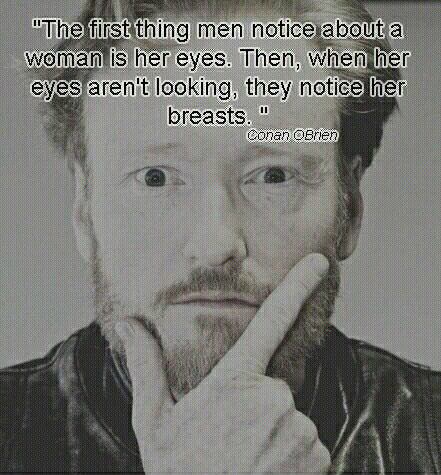 "The first thing men notice about a
woman is her eyes. Then, when her
eyes aren't looking, they notice her
breasts. "
Conan OBrien